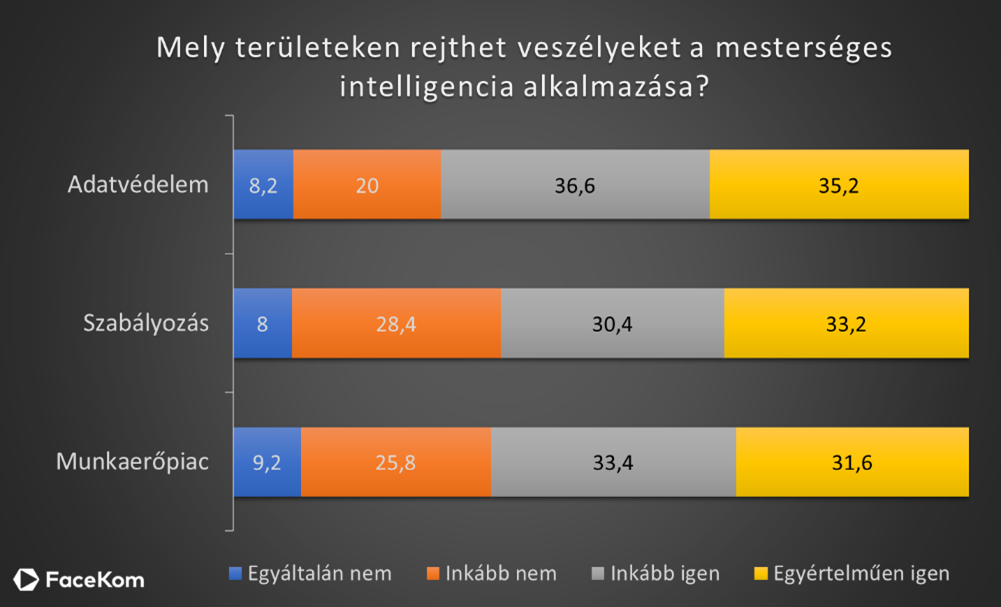 Mely területeken rejthet veszélyeket a mesterséges
intelligencia alkalmazása?
Adatvédelem 8,2 20 36,6 35,2
Szabályozás 8 28,4 30,4 33,2
Munkaerőpiac 9,2 25,8 33,4 31,6
FaceKom Egyáltalán nem Inkább nem Inkább igen Egyértelműen igen